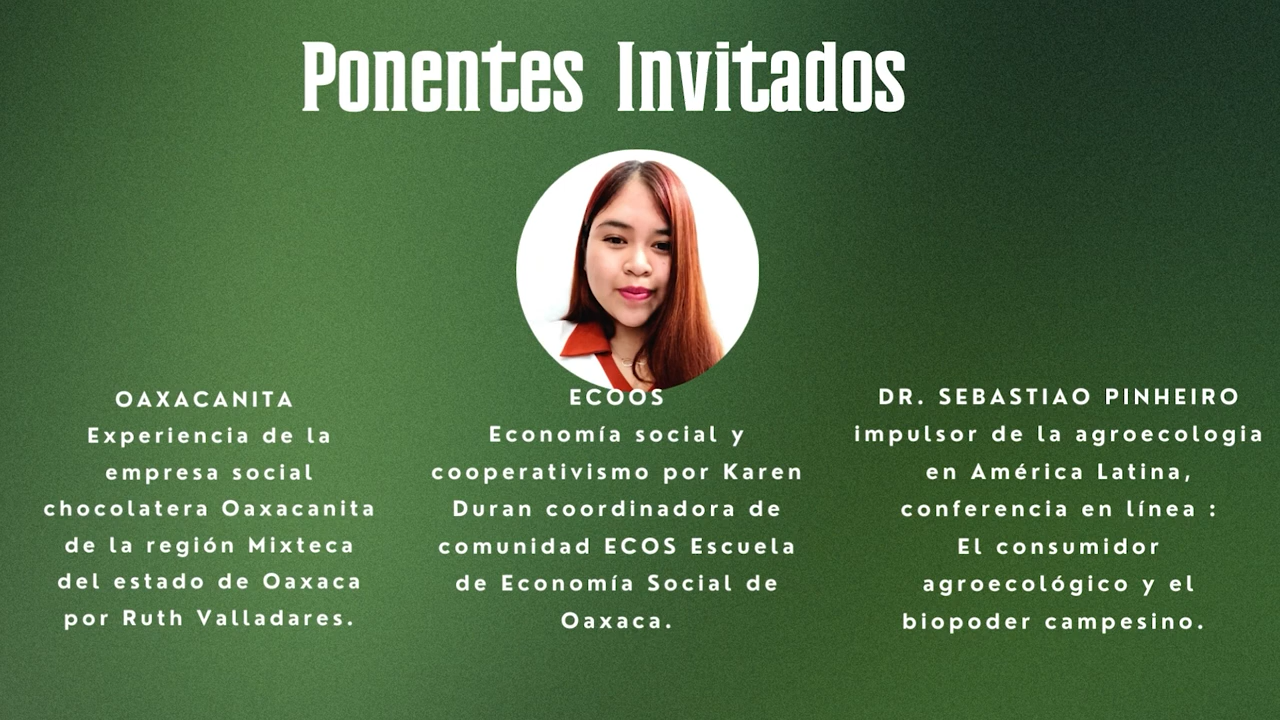 Ponentes Invitados
OAXACANITA
Experiencia de la
empresa social
chocolatera Oaxacanita
de la región Mixteca
del estado de Oaxaca
por Ruth Valladares.
ECOOS
Economía social y
cooperativismo por Karen
Duran coordinadora de
comunidad ECOS Escuela
de Economía Social de
Oaxaca.
DR. SEBASTIAO PINHEIRO
impulsor de la agroecologia
en América Latina,
conferencia en línea :
El consumidor
agroecológico y el
biopoder campesino.